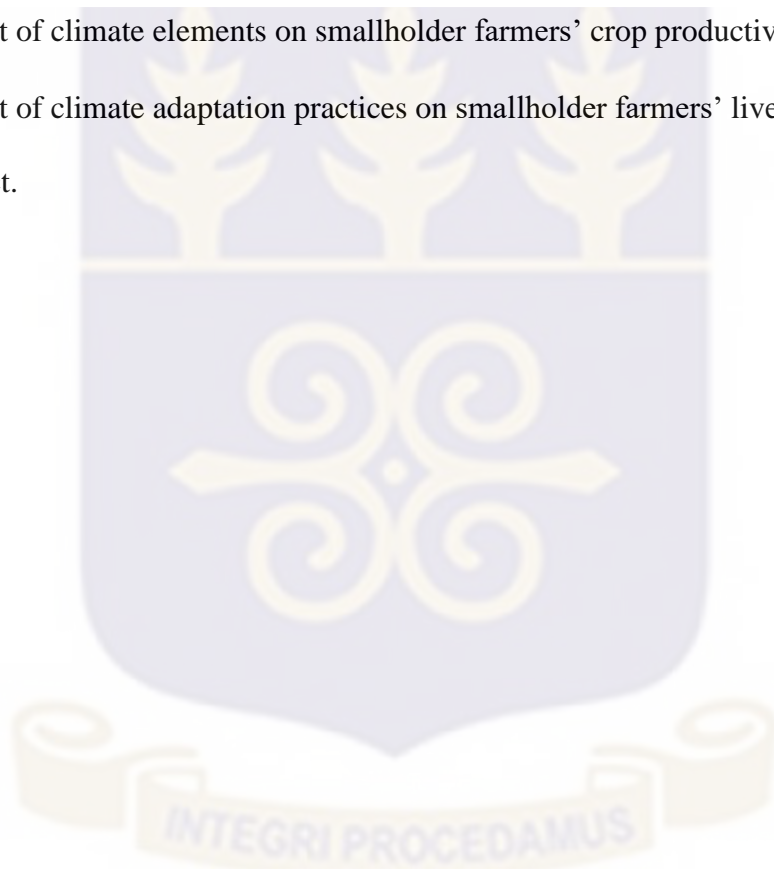 t of climate elements on smallholder farmers’ crop productiv
t of climate adaptation practices on smallholder farmers’ live
t.
INTEGRI PROCEDAMUS